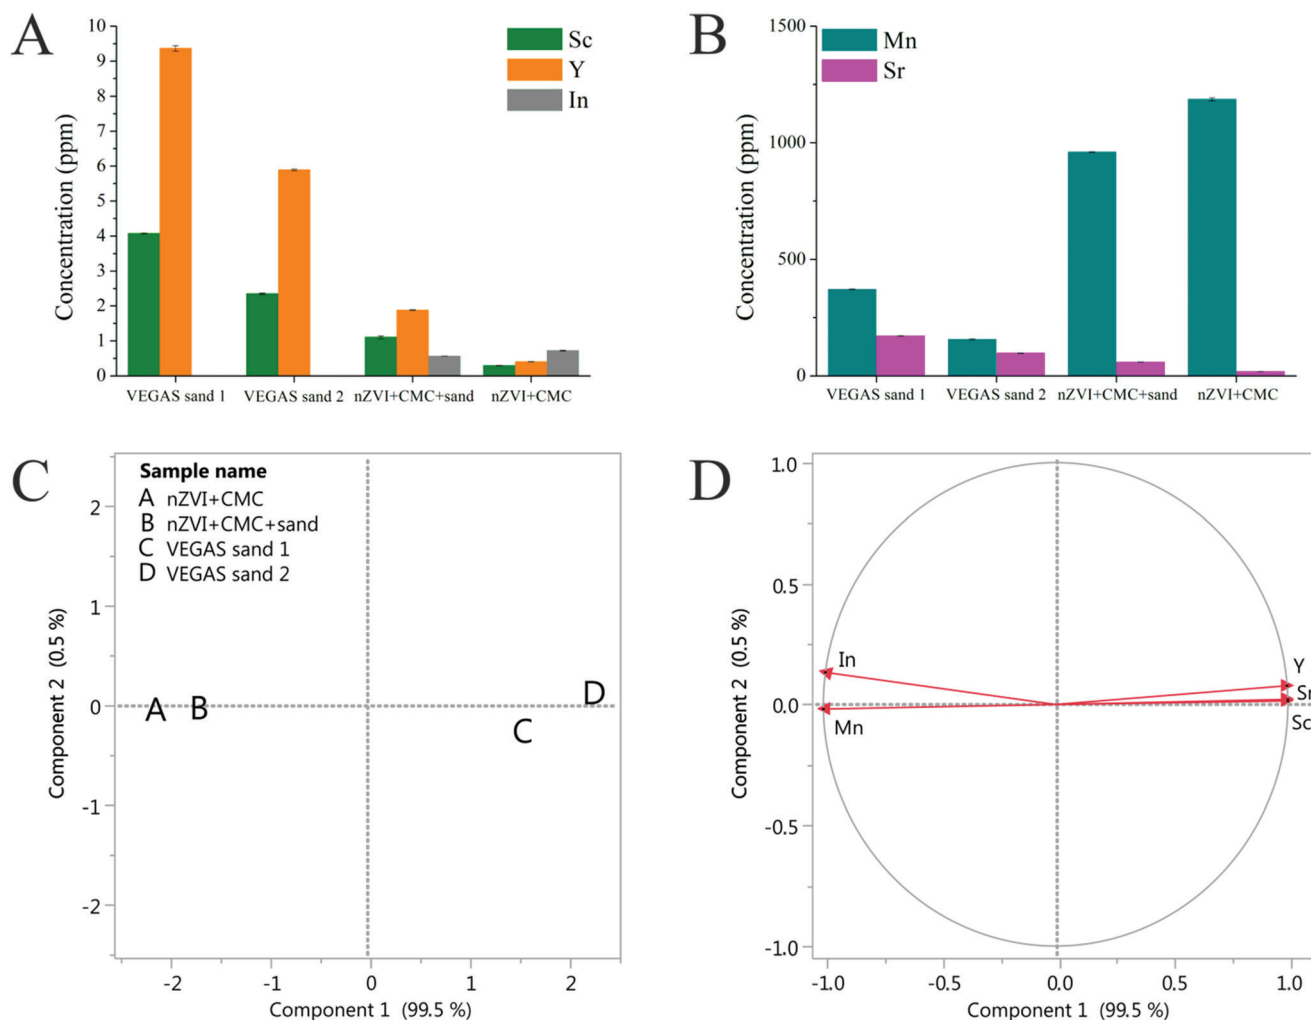 A
10
9
8
7
6
5
4
3
2
1
0
Concentration (ppm)
Sc
Y
In
VEGAS sand 1
VEGAS sand 2
nZVI+CMC+sand
nZVI+CMC
B
1500
1000
500
0
Concentration (ppm)
Mn
Sr
VEGAS sand 1
VEGAS sand 2
nZVI+CMC+sand
nZVI+CMC
C
Sample name
A nZVI+CMC
B nZVI+CMC+sand
C VEGAS sand 1
D VEGAS sand 2
2
1
0
-1
-2
Component 2 (0.5 %)
A
B
C
D
-2
-1
0
1
2
Component 1 (99.5 %)
D
1.0
0.5
0.0
-0.5
-1.0
Component 2 (0.5 %)
In
Mn
Y
Sr
Sc
-1.0
-0.5
0.0
0.5
1.0
Component 1 (99.5 %)